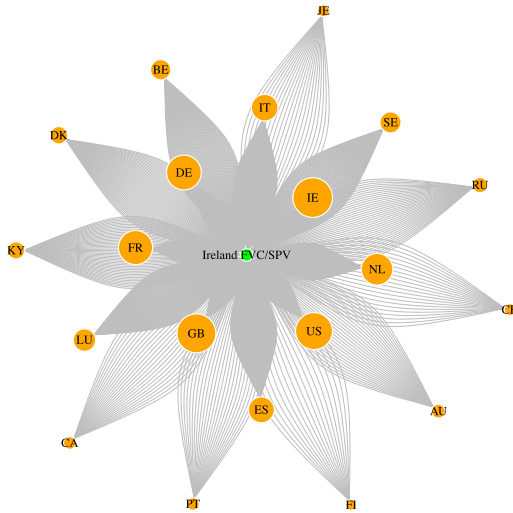 JE
BE
IT
SE
DK
DE
RU
IE
FR
KY
Ireland FVC/SPV
NL
LU
GB
US
ES
AU
CA
PT
FI